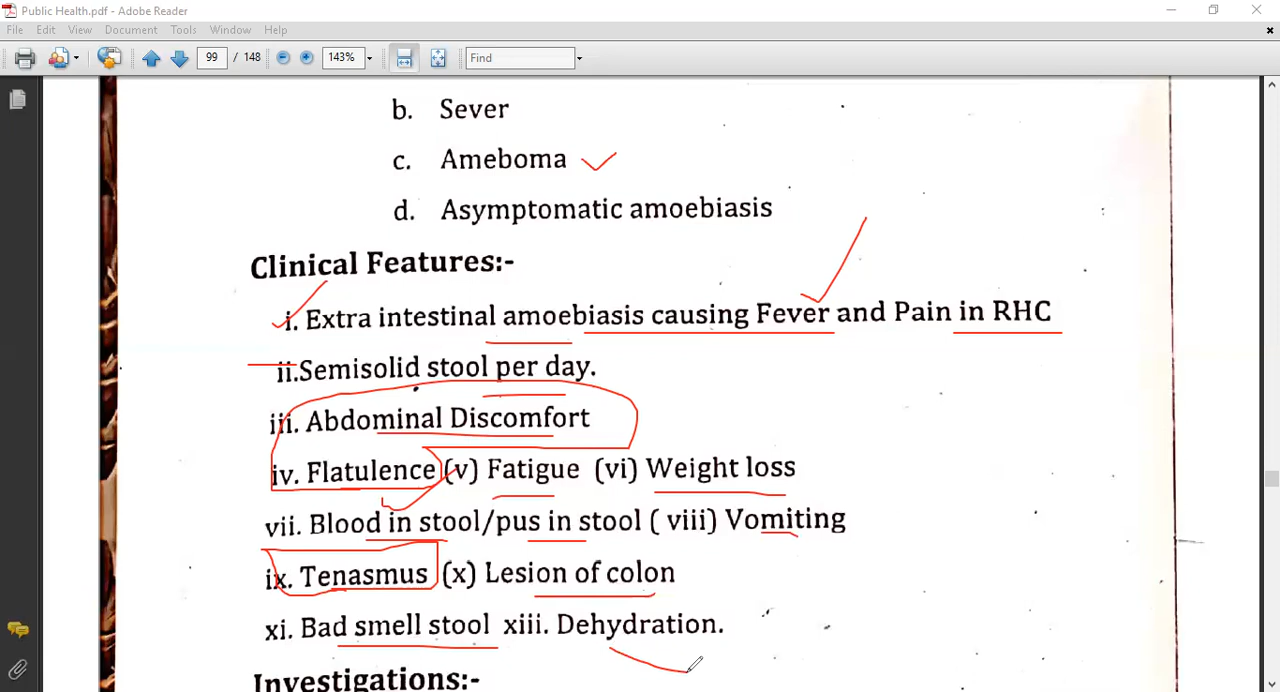 Public Health.pdf - Adobe Reader
File Edit View Document Tools Window Help
99 / 148 143% Find
b. Sever
c. Ameboma
d. Asymptomatic amoebiasis
Clinical Features:-
i. Extra intestinal amoebiasis causing Fever and Pain in RHC
ii.Semisolid stool per day.
iii. Abdominal Discomfort
iv. Flatulence (v) Fatigue (vi) Weight loss
vii. Blood in stool/pus in stool ( viii) Vomiting
ix. Tenasmus (x) Lesion of colon
xi. Bad smell stool xiii. Dehydration.
Investigations:-